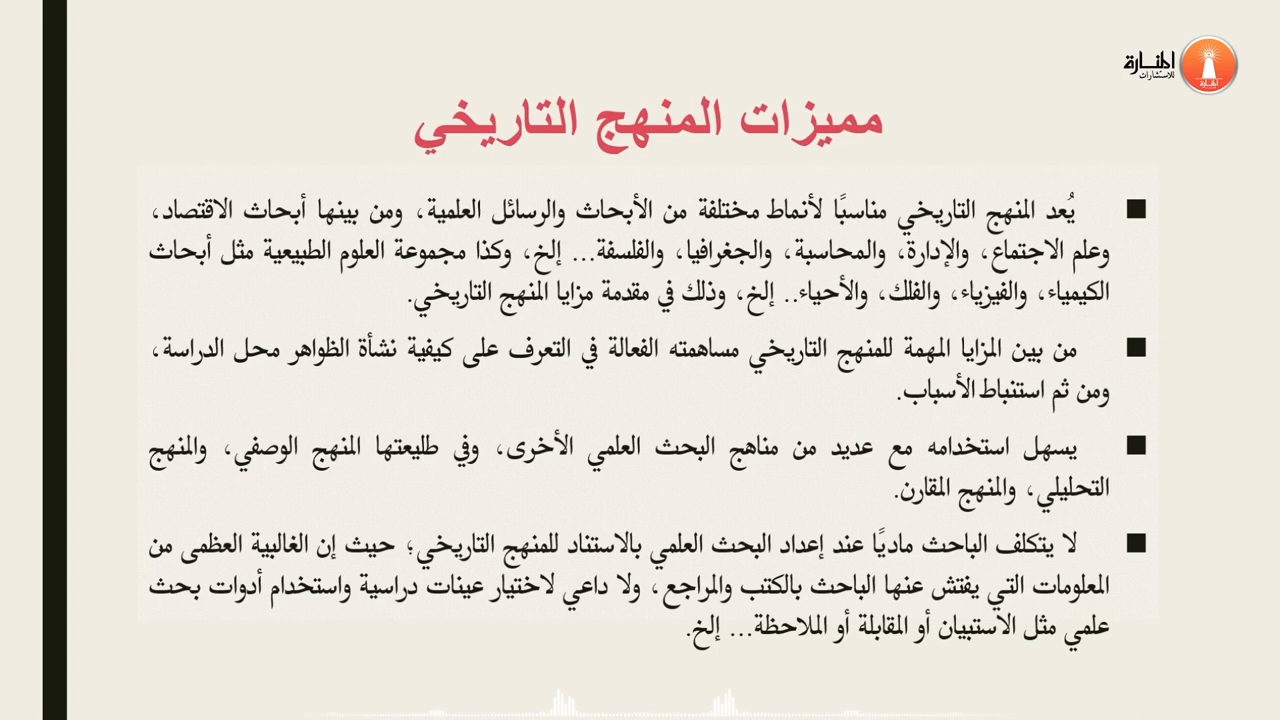 المنارة
للاستشارات
مميزات المنهج التاريخي
■ يُعد المنهج التاريخي مناسبًا لأنماط مختلفة من الأبحاث والرسائل العلمية، ومن بينها أبحاث الاقتصاد،
وعلم الاجتماع، والإدارة، والمحاسبة، والجغرافيا، والفلسفة... إلخ، وكذا مجموعة العلوم الطبيعية مثل أبحاث
الكيمياء، والفيزياء، والفلك، والأحياء.. إلخ، وذلك في مقدمة مزايا المنهج التاريخي.
■ من بين المزايا المهمة للمنهج التاريخي مساهمته الفعالة في التعرف على كيفية نشأة الظواهر محل الدراسة،
ومن ثم استنباط الأسباب.
■ يسهل استخدامه مع عديد من مناهج البحث العلمي الأخرى، وفي طليعتها المنهج الوصفي، والمنهج
التحليلي، والمنهج المقارن.
■ لا يتكلف الباحث ماديًا عند إعداد البحث العلمي بالاستناد للمنهج التاريخي؛ حيث إن الغالبية العظمى من
المعلومات التي يفتش عنها الباحث بالكتب والمراجع، ولا داعي لاختيار عينات دراسية واستخدام أدوات بحث
علمي مثل الاستبيان أو المقابلة أو الملاحظة... إلخ.